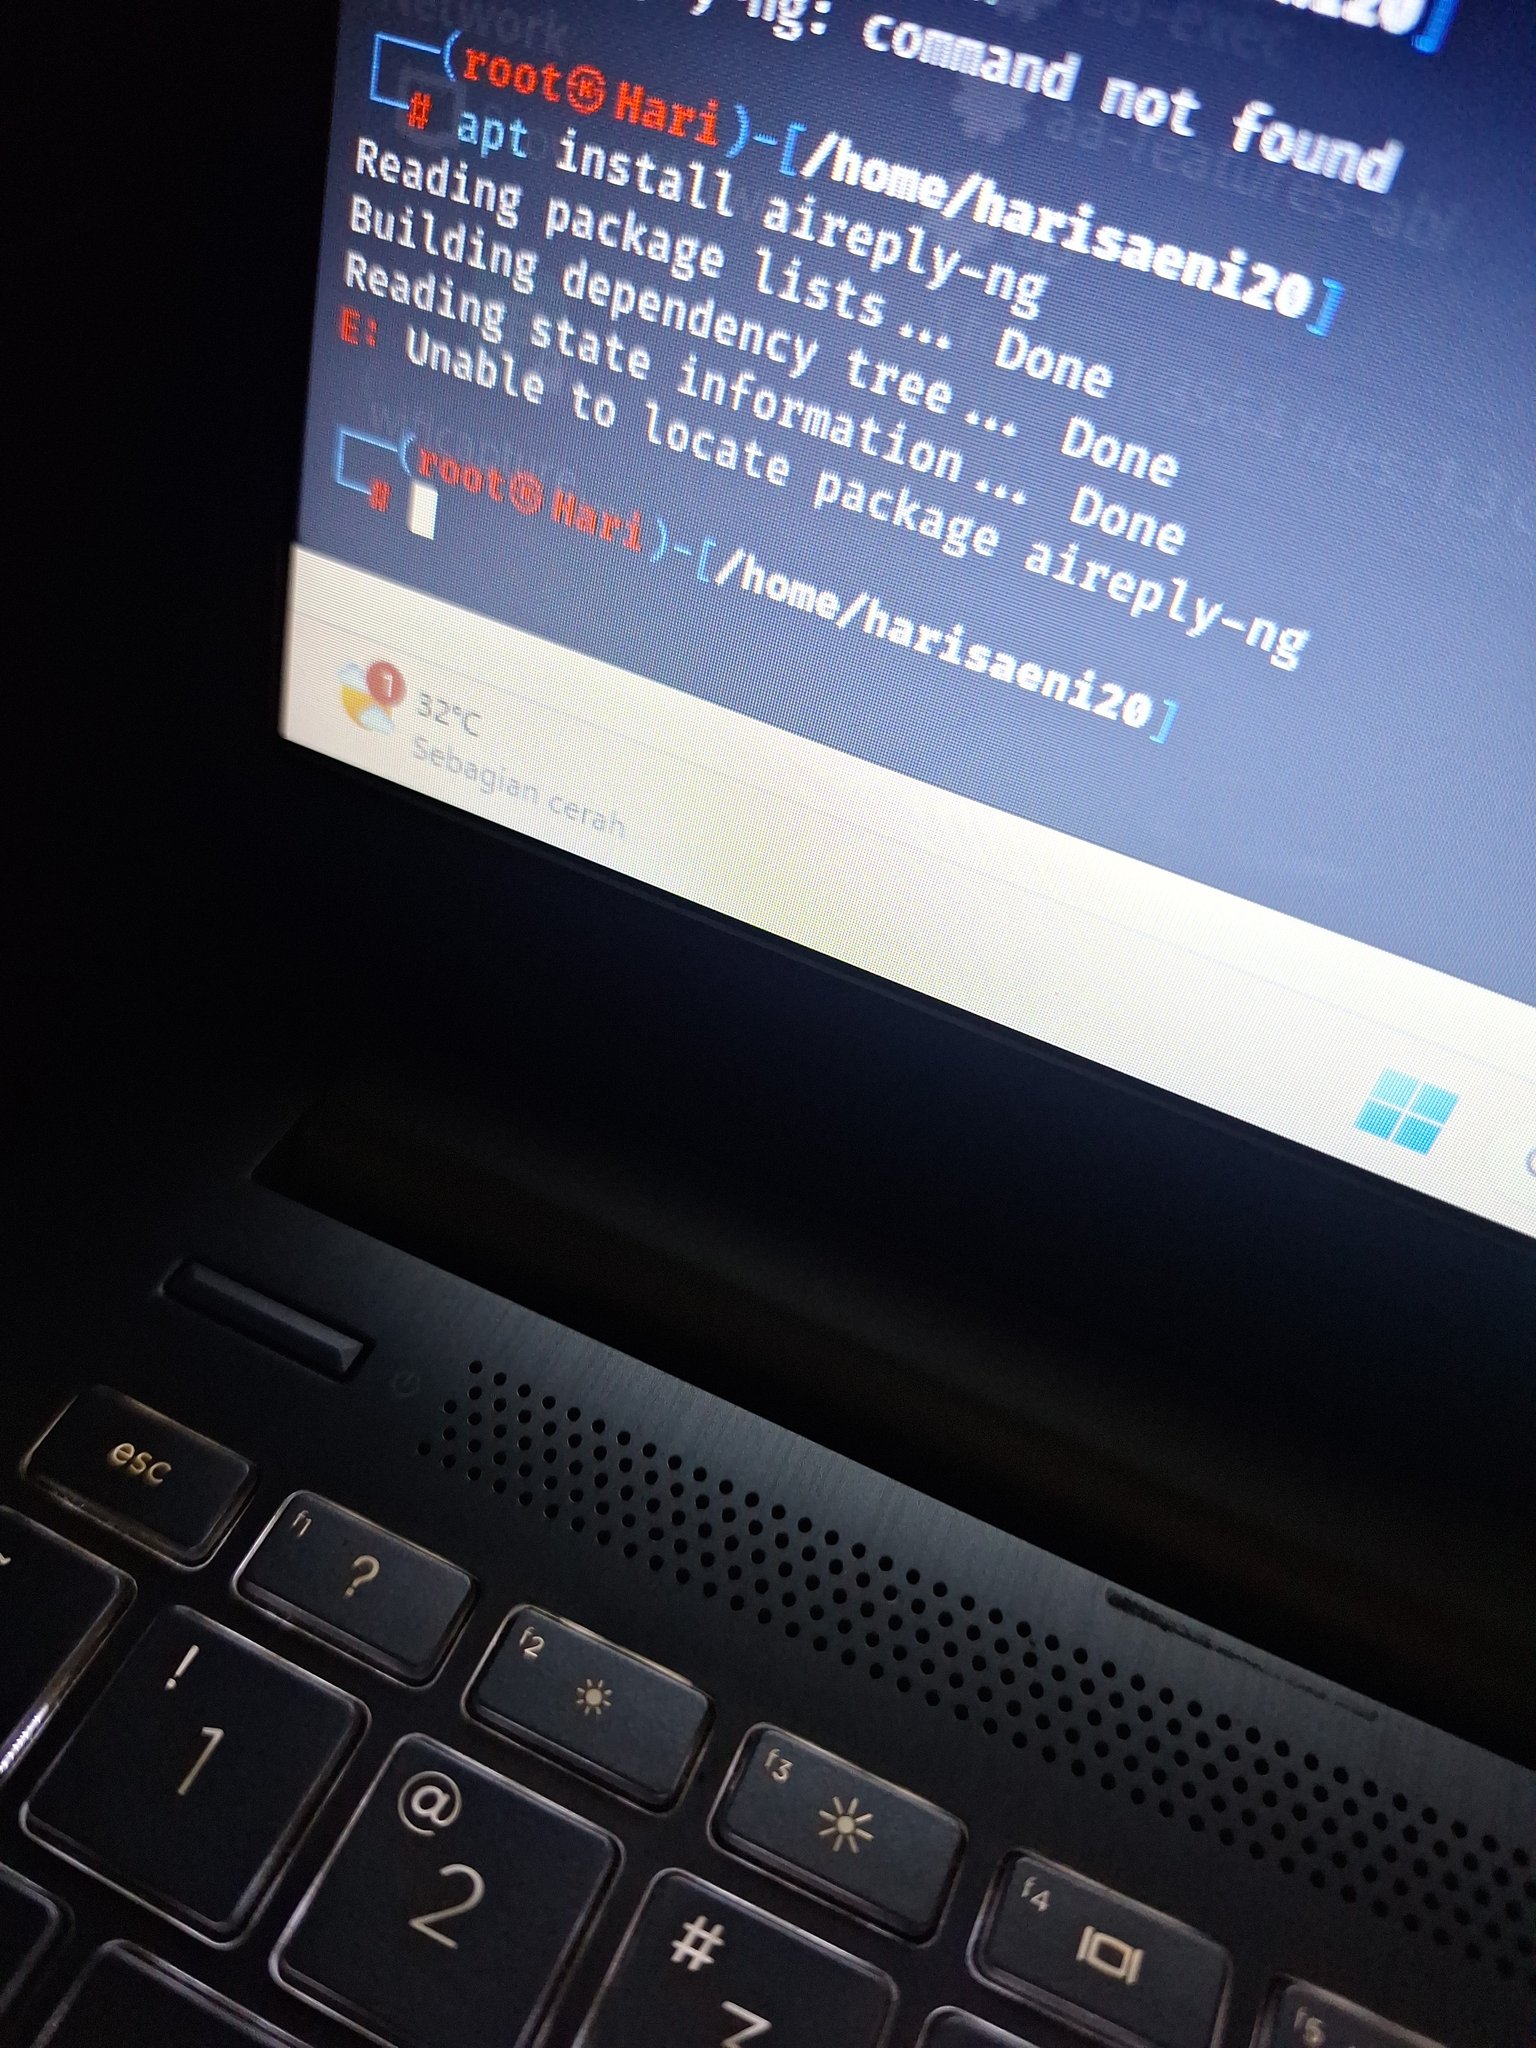 y-ng: command not found
┌──(root㉿Hari)-[/home/harisaeni20]
└─# apt install aireply-ng
Reading package lists... Done
Building dependency tree... Done
Reading state information... Done
E: Unable to locate package aireply-ng
┌──(root㉿Hari)-[/home/harisaeni20]
└─#
1
32°C
Sebagian cerah
esc
f1
?
f2
f3
f4
!
1
@
2
#
3